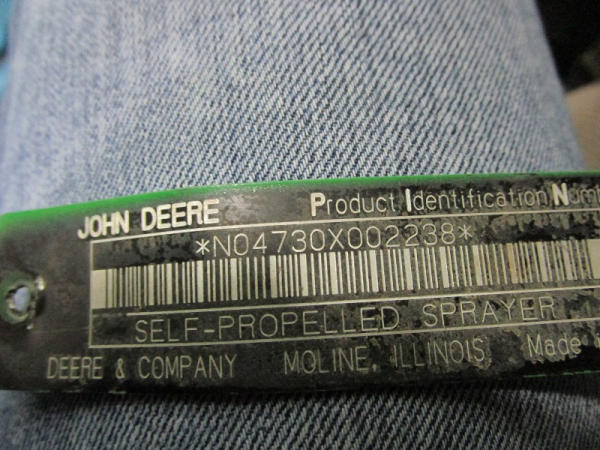 JOHN DEERE Product Identification
*N04730X002238*
SELF-PROPELLED SPRAYER
DEERE & COMPANY MOLINE, ILLINOIS Made